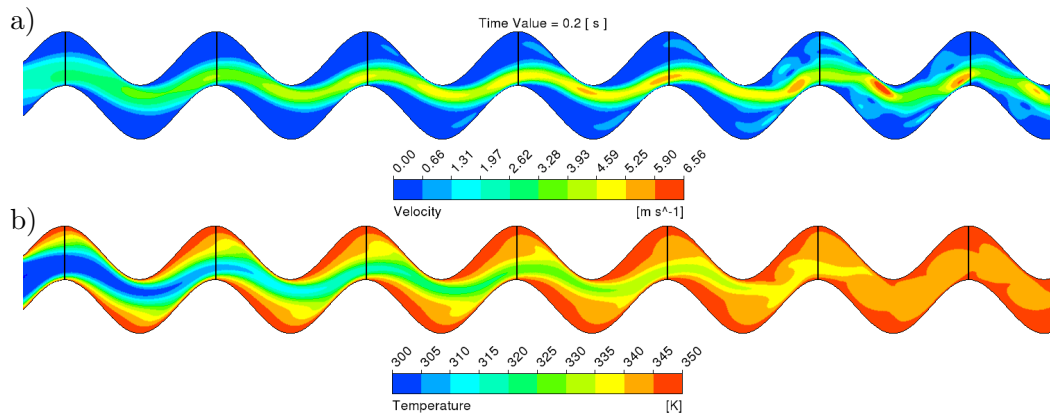 a)
Time Value = 0.2 [ s ]
0.00 0.66 1.31 1.97 2.62 3.28 3.93 4.59 5.25 5.90 6.56
Velocity [m s^-1]
b)
300 305 310 315 320 325 330 335 340 345 350
Temperature [K]